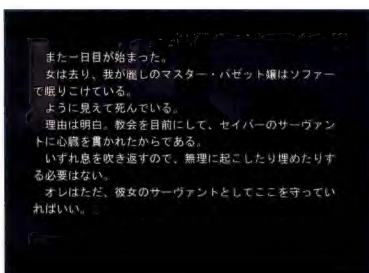 また一日目が始まった。
女は去り、我が麗しのマスター・バゼット嬢はソファー
で眠りこけている。
ように見えて死んでいる。
理由は明白。教会を目前にして、セイバーのサーヴァン
トに心臓を貫かれたからである。
いずれ息を吹き返すので、無理に起こしたり埋めたりす
る必要はない。
オレはただ、彼女のサーヴァントとしてここを守ってい
ればいい。